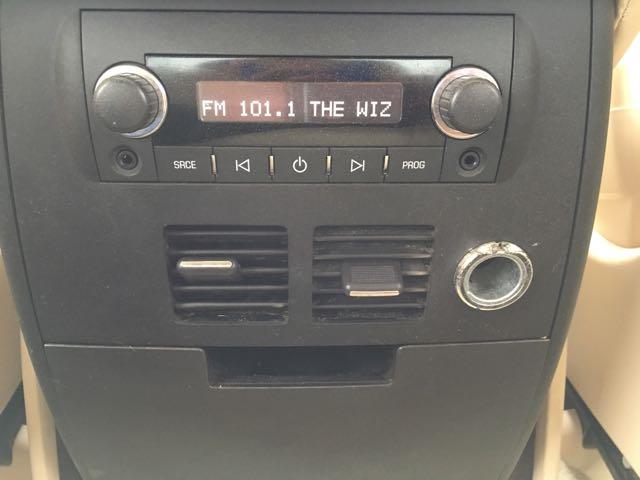 FM 101.1 THE WIZ
SRCE PROG